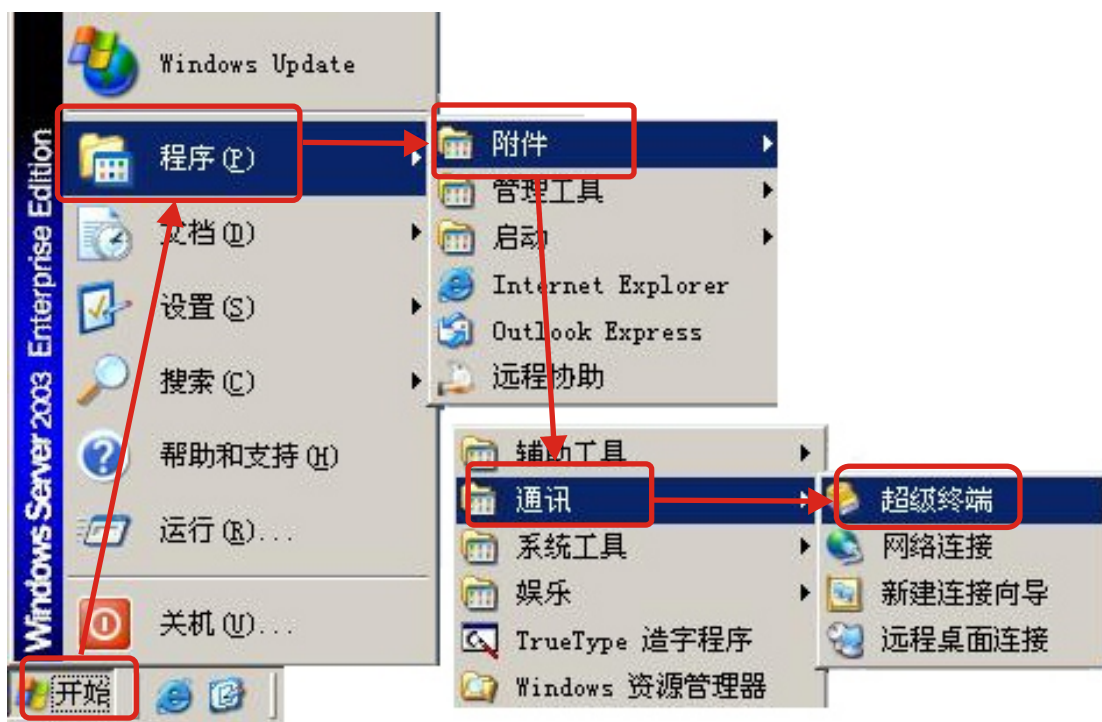 Windows Server 2003 Enterprise Edition
Windows Update
程序(P)
文档(D)
设置(S)
搜索(C)
帮助和支持(H)
运行(R)...
关机(U)...
开始
附件
管理工具
启动
Internet Explorer
Outlook Express
远程协助
辅助工具
通讯
系统工具
娱乐
TrueType 造字程序
Windows 资源管理器
超级终端
网络连接
新建连接向导
远程桌面连接